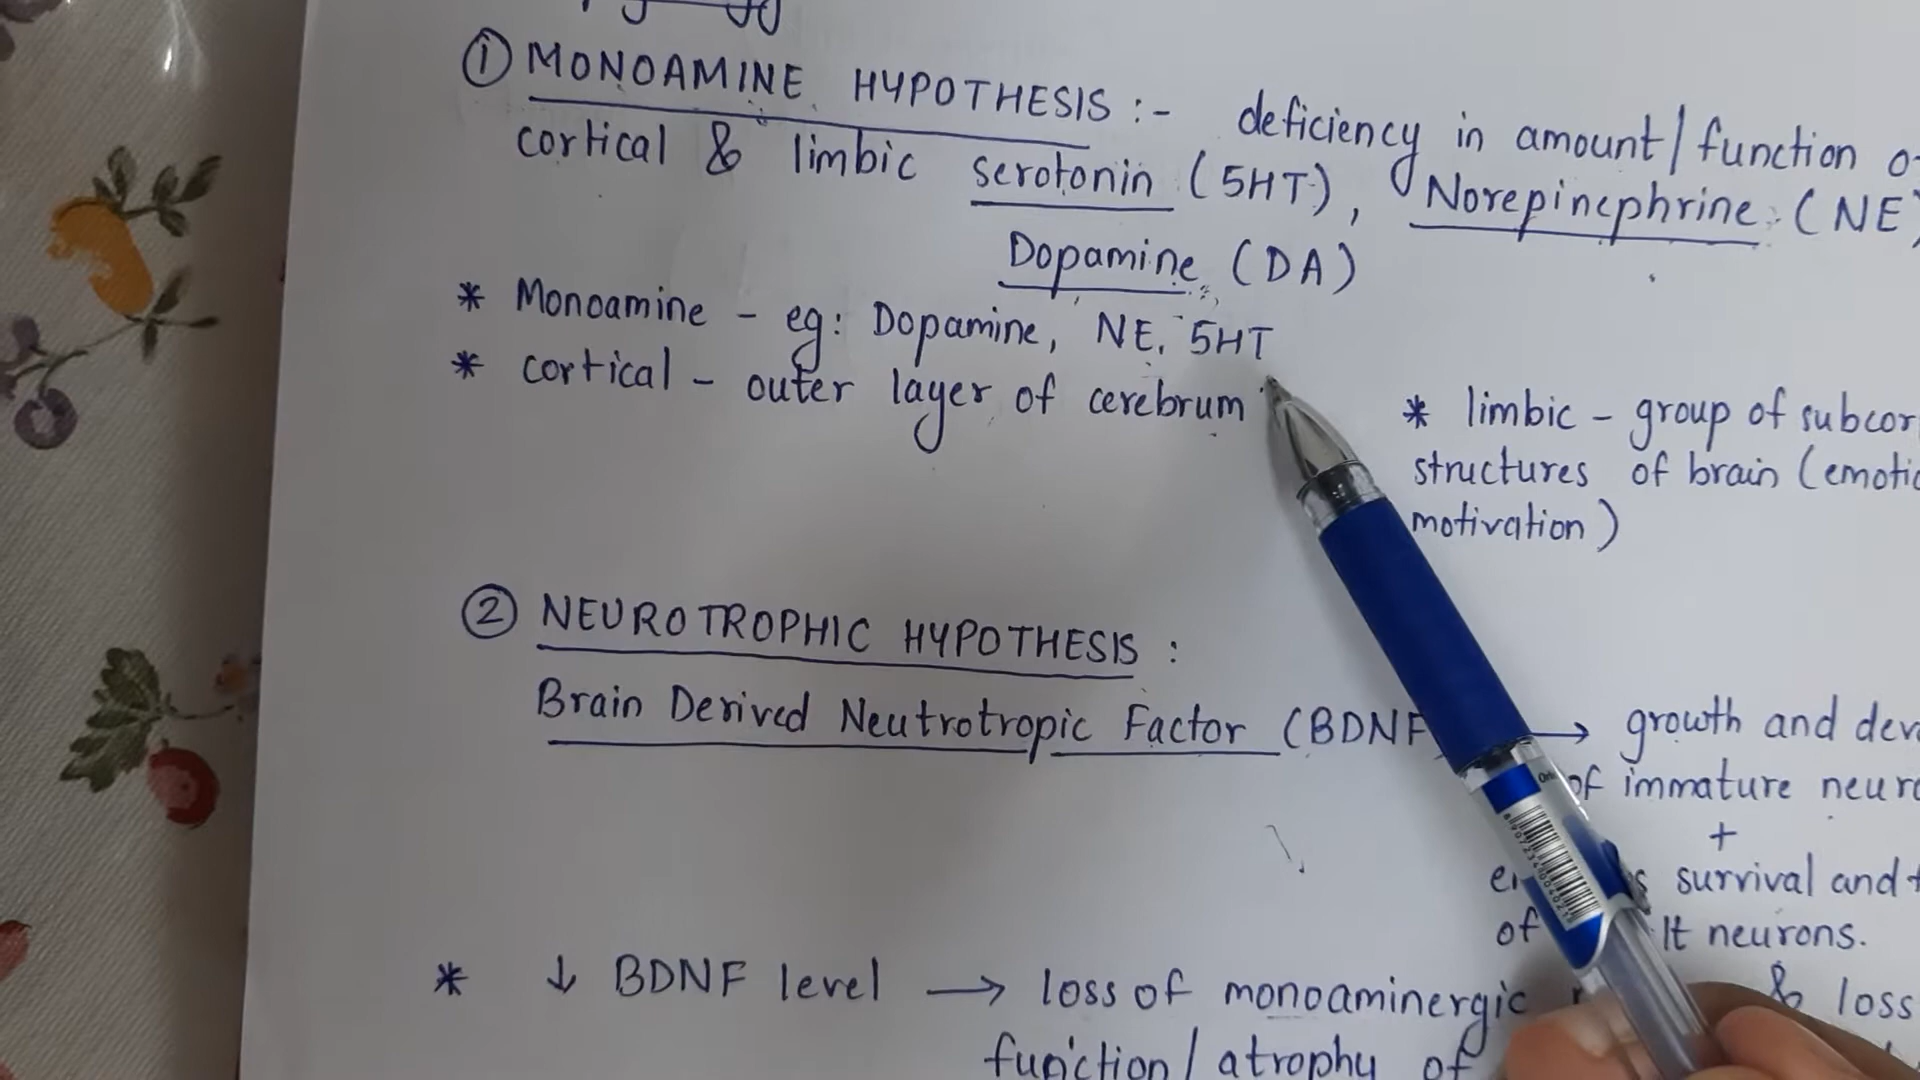 ① MONOAMINE HYPOTHESIS :- deficiency in amount/function
cortical & limbic serotonin (5HT), Norepinephrine (NE)
Dopamine (DA)
* Monoamine - eg: Dopamine, NE, 5HT
* cortical - outer layer of cerebrum
* limbic - group of
structures of brain
motivation)
② NEUROTROPHIC HYPOTHESIS :
Brain Derived Neutrotropic Factor (BDNF → growth and
of immature
+
survival and
of neurons.
* ↓ BDNF level → loss of monoaminergic & loss
function/atrophy of